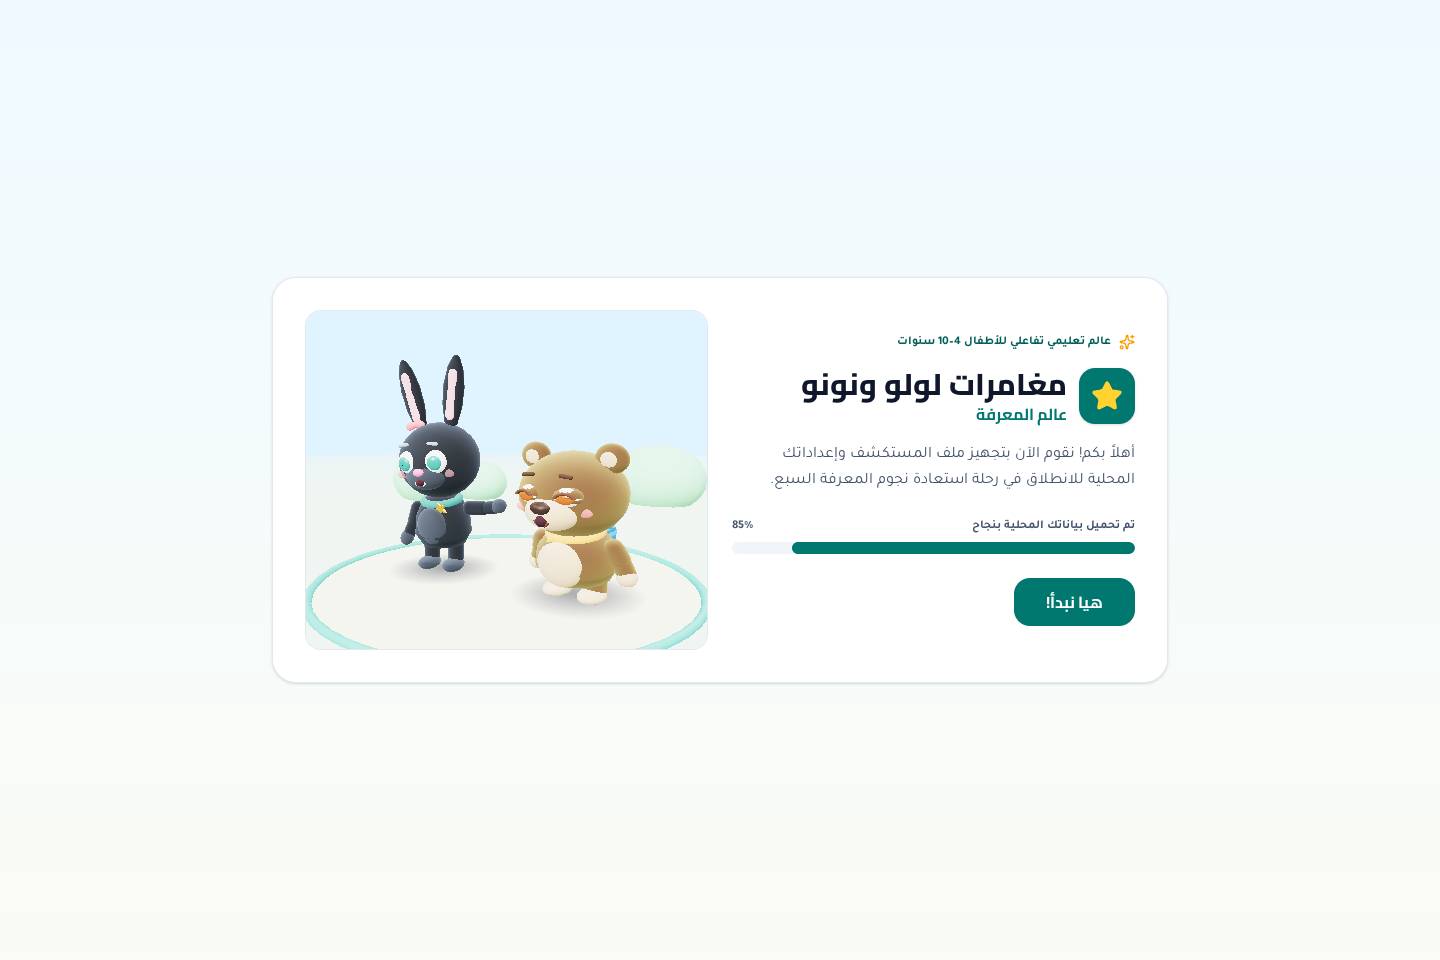 عالم تعليمي تفاعلي للأطفال 4-10 سنوات
مغامرات لولو ونونو
عالم المعرفة
أهلاً بكم! نقوم الآن بتجهيز ملف المستكشف وإعداداتك
المحلية للانطلاق في رحلة استعادة نجوم المعرفة السبع.
تم تحميل بياناتك المحلية بنجاح
85%
هيا نبدأ!